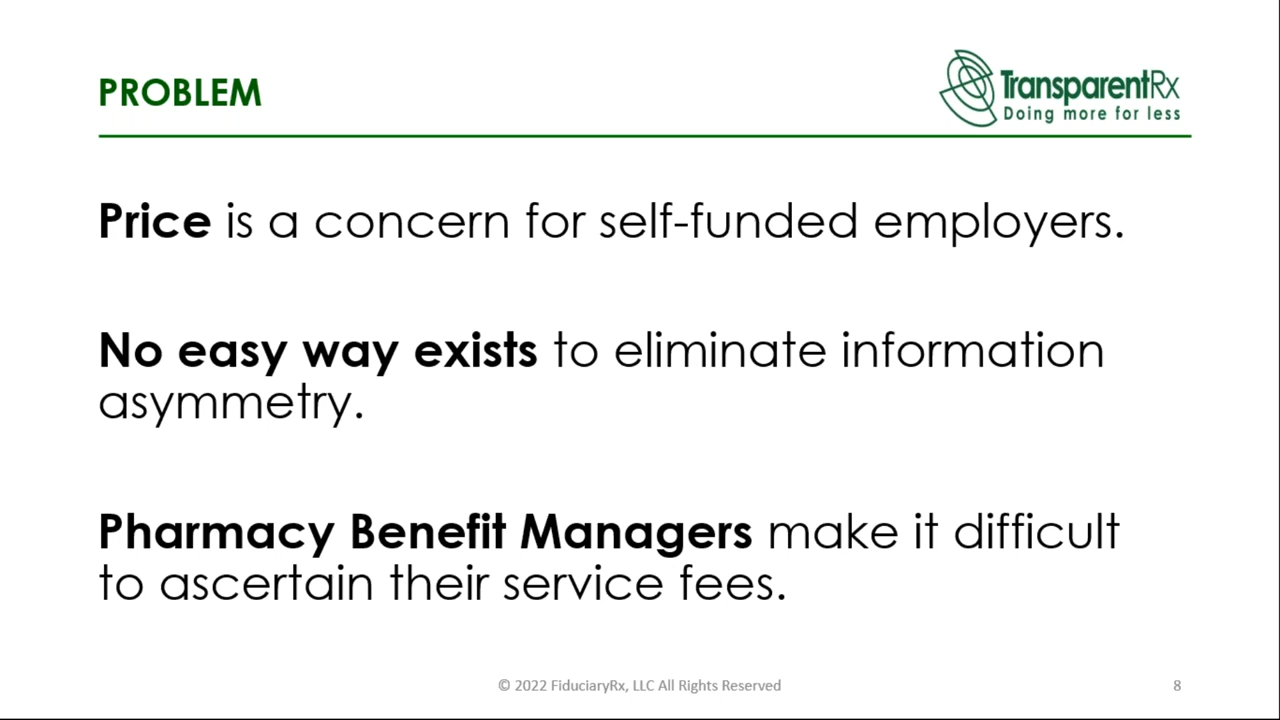 PROBLEM
TransparentRx
Doing more for less
Price is a concern for self-funded employers.
No easy way exists to eliminate information
asymmetry.
Pharmacy Benefit Managers make it difficult
to ascertain their service fees.
© 2022 FiduciaryRx, LLC All Rights Reserved
8